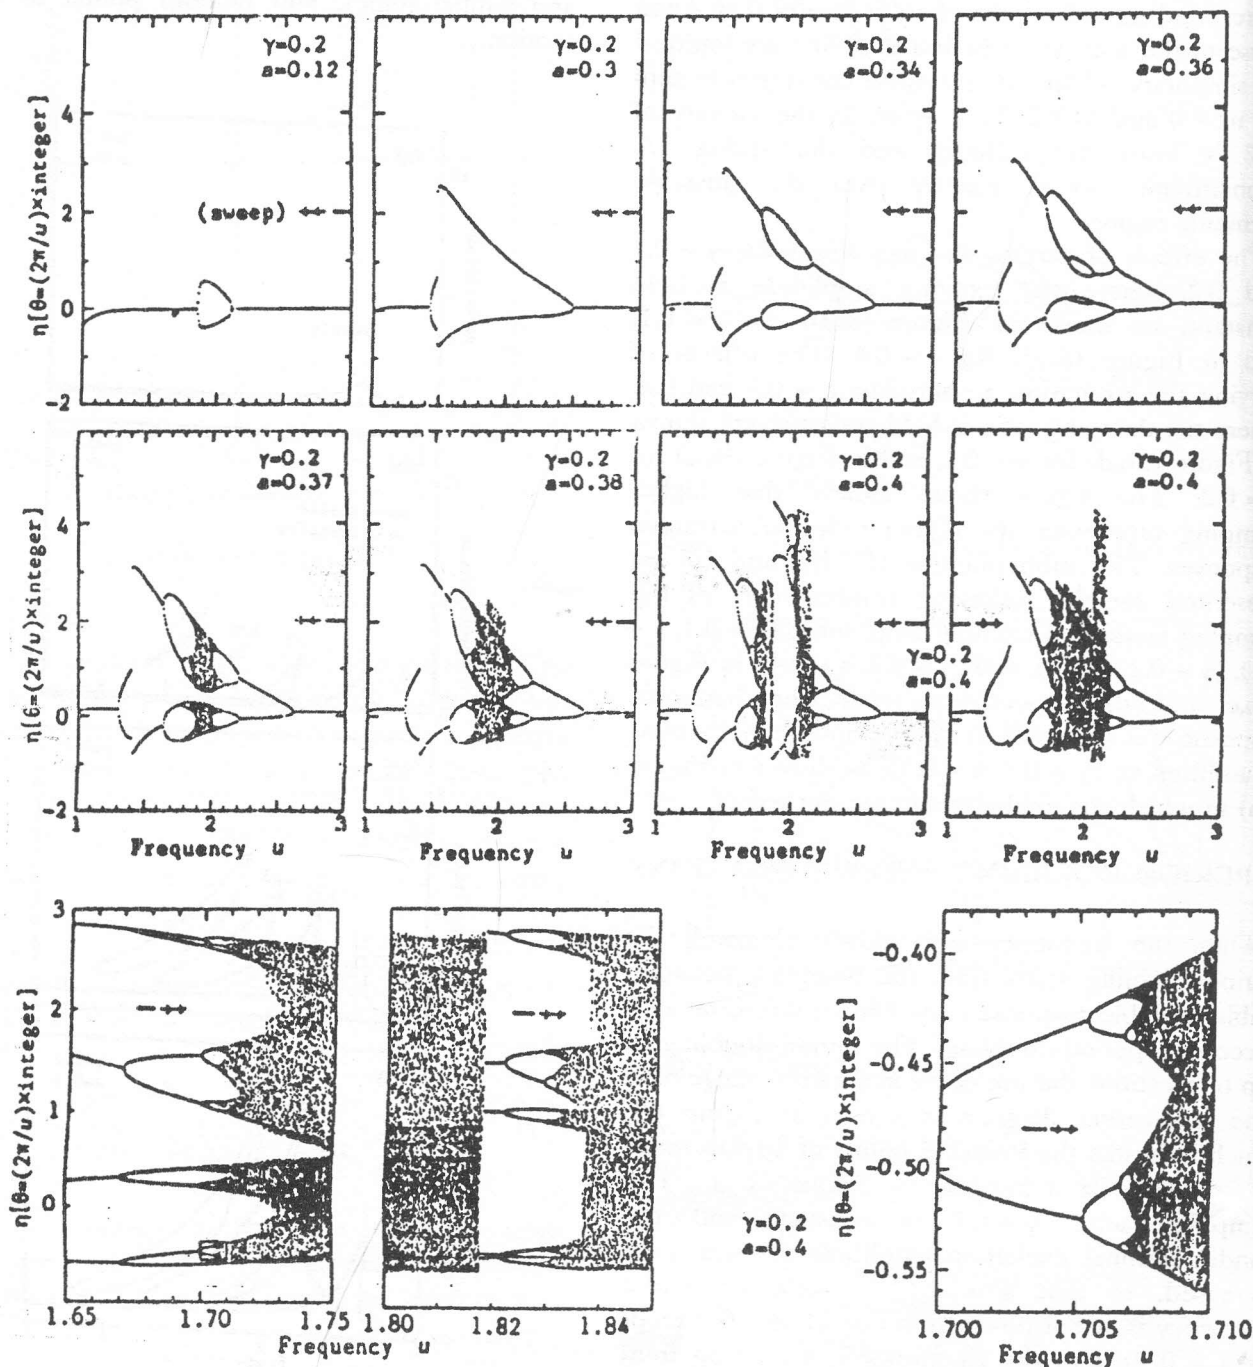 γ=0.2
a=0.12
γ=0.2
a=0.3
γ=0.2
a=0.34
γ=0.2
a=0.36
η[θ=(2π/u)×integer]
4
2
0
-2
(sweep)
γ=0.2
a=0.37
γ=0.2
a=0.38
γ=0.2
a=0.4
γ=0.2
a=0.4
γ=0.2
a=0.4
η[θ=(2π/u)×integer]
4
2
0
-2
1 2 3
2 3
1 2 3
1 2 3
Frequency u
Frequency u
Frequency u
Frequency u
η[θ=(2π/u)×integer]
3
2
1
0
1.65 1.70 1.75
1.80 1.82 1.84
Frequency u
γ=0.2
a=0.4
η[θ=(2π/u)×integer]
-0.40
-0.45
-0.50
-0.55
1.700 1.705 1.710
Frequency u